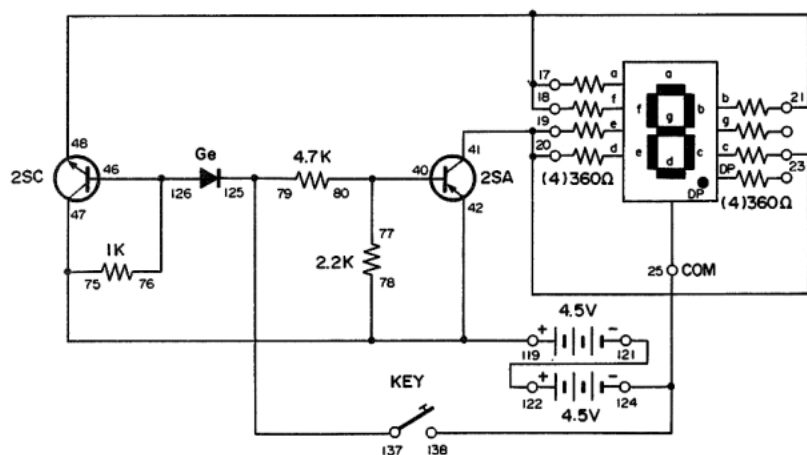 17
a
a
18
f
f
b
b
21
19
e
g
g
20
d
e
c
c
23
d
DP
DP
(4)360Ω
(4)360Ω
48
2SC
46
47
Ge
126
125
4.7K
79
80
40
41
2SA
42
1K
75
76
2.2K
77
78
25
COM
4.5V
+
−
119
121
+
−
122
124
4.5V
KEY
137
138